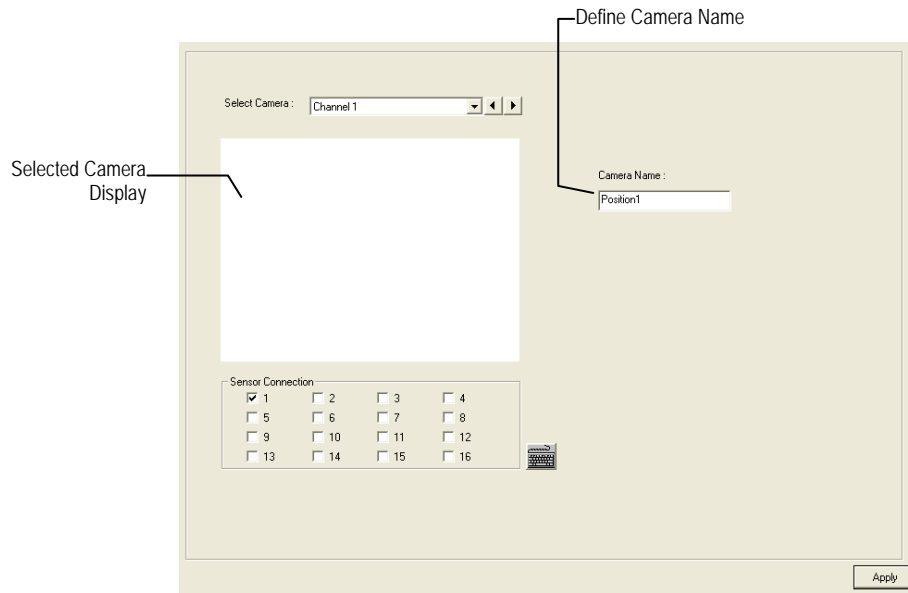 Define Camera Name
Select Camera :
Channel 1
Selected Camera
Display
Camera Name :
Position1
Sensor Connection
1 2 3 4
5 6 7 8
9 10 11 12
13 14 15 16
Apply